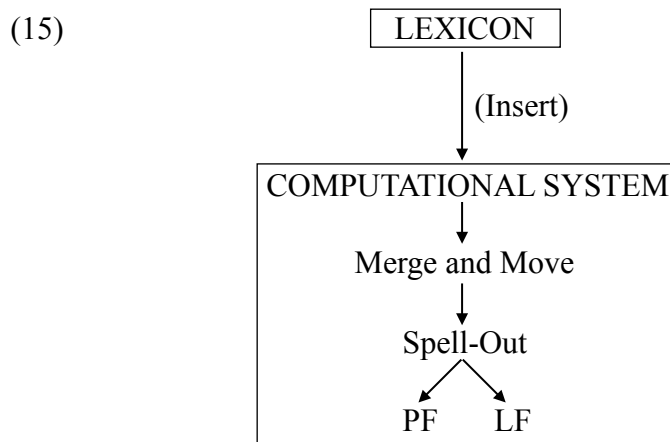 (15)
LEXICON
(Insert)
COMPUTATIONAL SYSTEM
Merge and Move
Spell-Out
PF LF